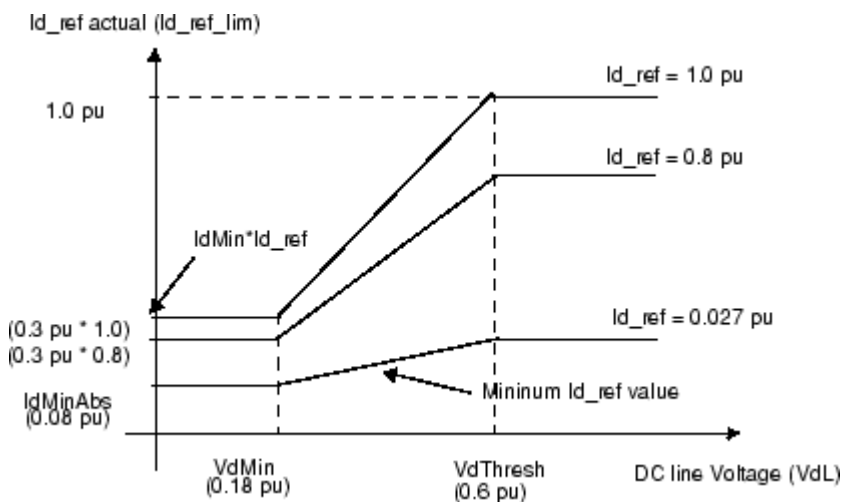 Id_ref actual (Id_ref_lim)
Id_ref = 1.0 pu
1.0 pu
Id_ref = 0.8 pu
IdMin*Id_ref
Id_ref = 0.027 pu
(0.3 pu * 1.0)
(0.3 pu * 0.8)
Mininum Id_ref value
IdMinAbs
(0.08 pu)
VdMin
(0.18 pu)
VdThresh
(0.6 pu)
DC line Voltage (VdL)